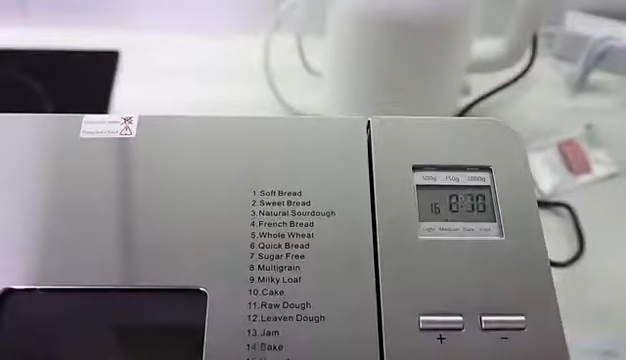 1.Soft Bread
2.Sweet Bread
3.Natural Sourdough
4.French Bread
5.Whole Wheat
6.Quick Bread
7.Sugar Free
8 Multigrain
9.Milky Loaf
10.Cake
11.Raw Dough
12.Leaven Dough
13.Jam
14 Bake
500g 750g 1000g
16 0:30
Light Medium Dark
+ -